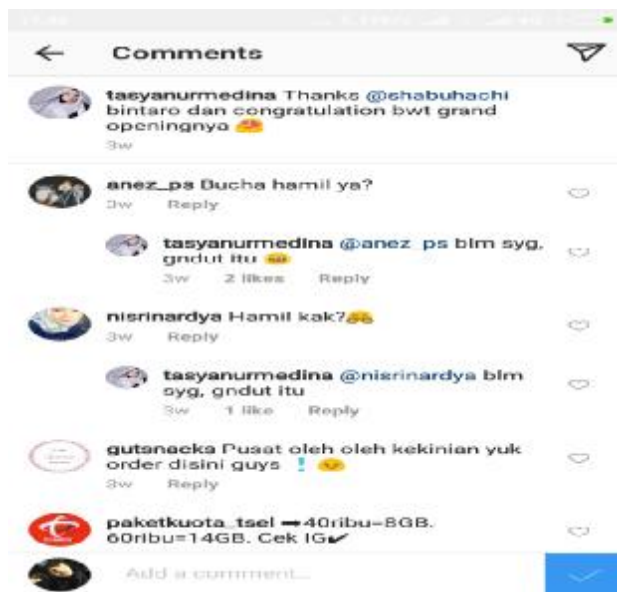 Comments
tasyanurmedina Thanks @shabuhachi
bintaro dan congratulation bwt grand
openingnya
3w
anez_ps Bucha hamil ya?
3w Reply
tasyanurmedina @anez_ps blm syg,
gndut itu
3w 2 likes Reply
nisrinardya Hamil kak?
3w Reply
tasyanurmedina @nisrinardya blm
syg, gndut itu
3w 1 like Reply
gutsnacks Pusat oleh oleh kekinian yuk
order disini guys ❗
3w Reply
paketkuota_tsel ➡40ribu=8GB.
60ribu=14GB. Cek IG✔
Add a comment...